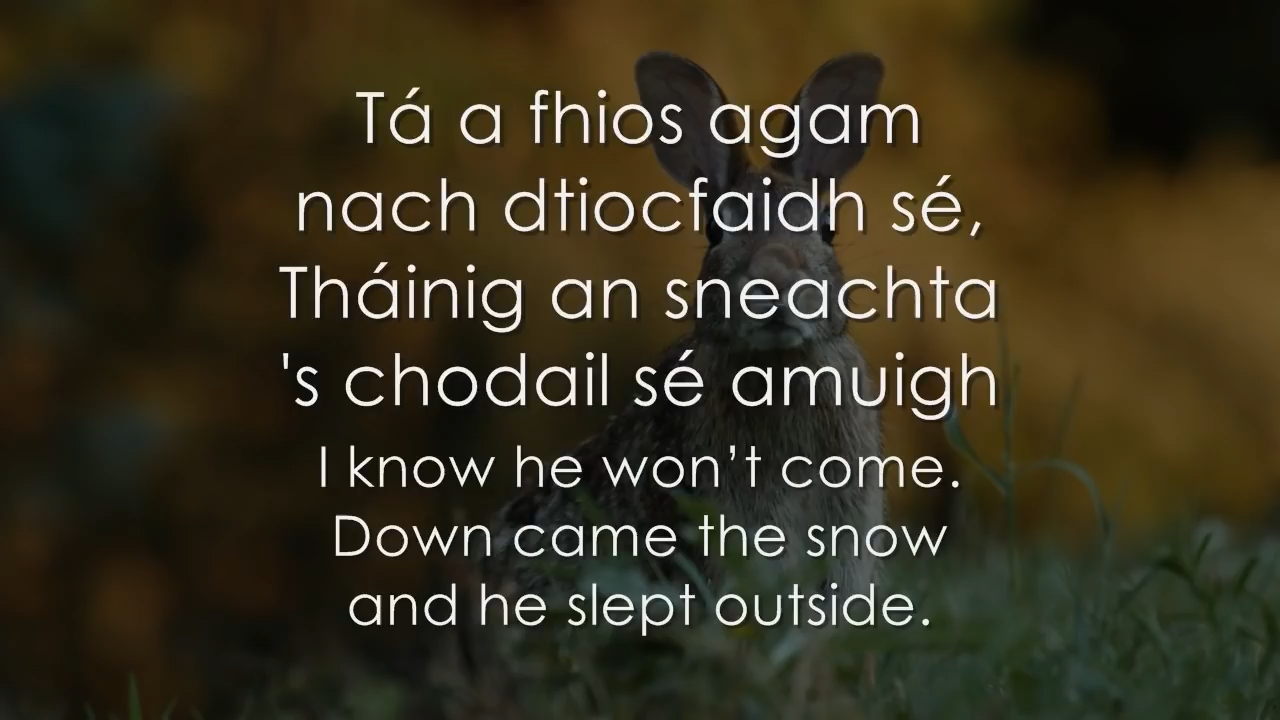 Tá a fhios agam
nach dtiocfaidh sé,
Tháinig an sneachta
's chodail sé amuigh
I know he won’t come.
Down came the snow
and he slept outside.